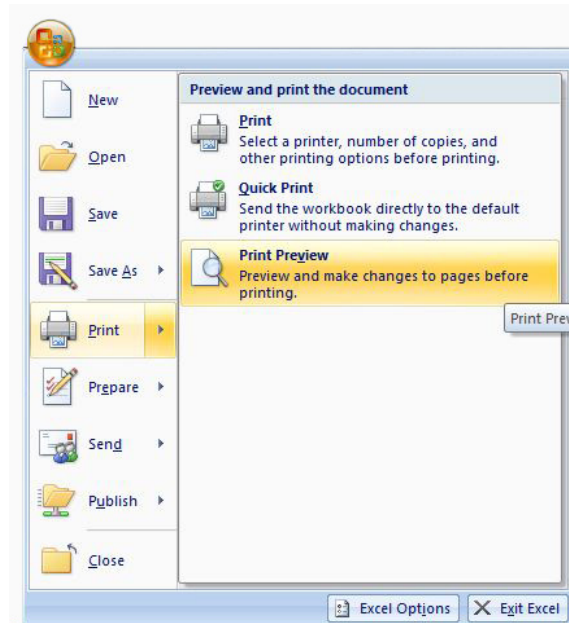 New
Open
Save
Save As
Print
Prepare
Send
Publish
Close
Preview and print the document
Print
Select a printer, number of copies, and
other printing options before printing.
Quick Print
Send the workbook directly to the default
printer without making changes.
Print Preview
Preview and make changes to pages before
printing.
Print Prev
Excel Options
Exit Excel